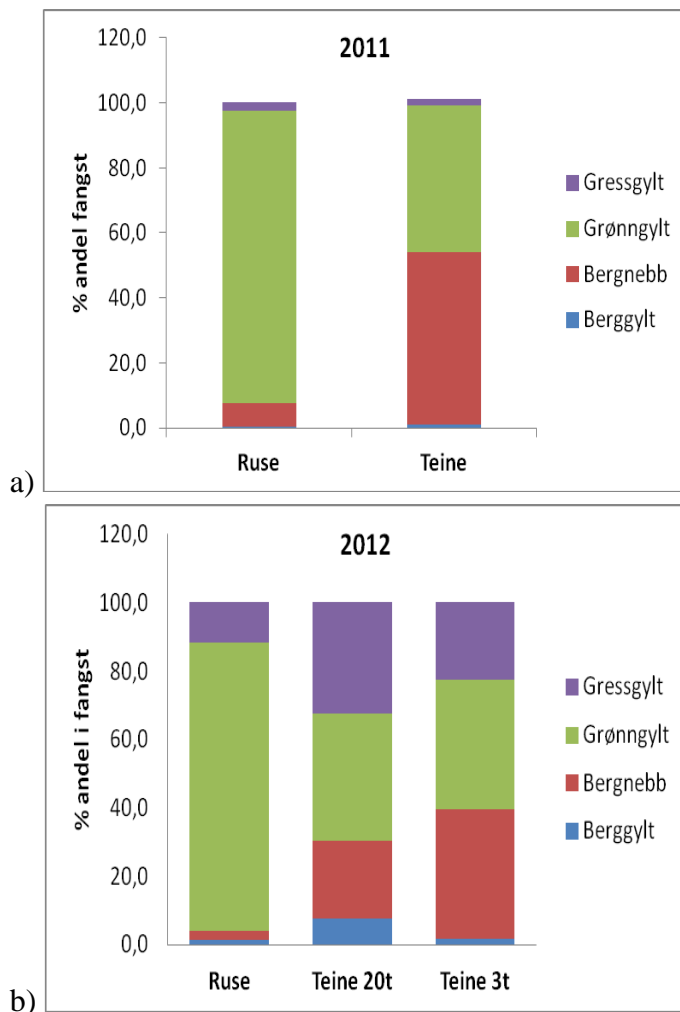 2011
120,0
100,0
80,0
60,0
40,0
20,0
0,0
% andel fangst
Ruse Teine
Gressgylt
Grønngylt
Bergnebb
Berggylt
a)
2012
120,0
100,0
80,0
60,0
40,0
20,0
0,0
% andel i fangst
Ruse Teine 20t Teine 3t
Gressgylt
Grønngylt
Bergnebb
Berggylt
b)